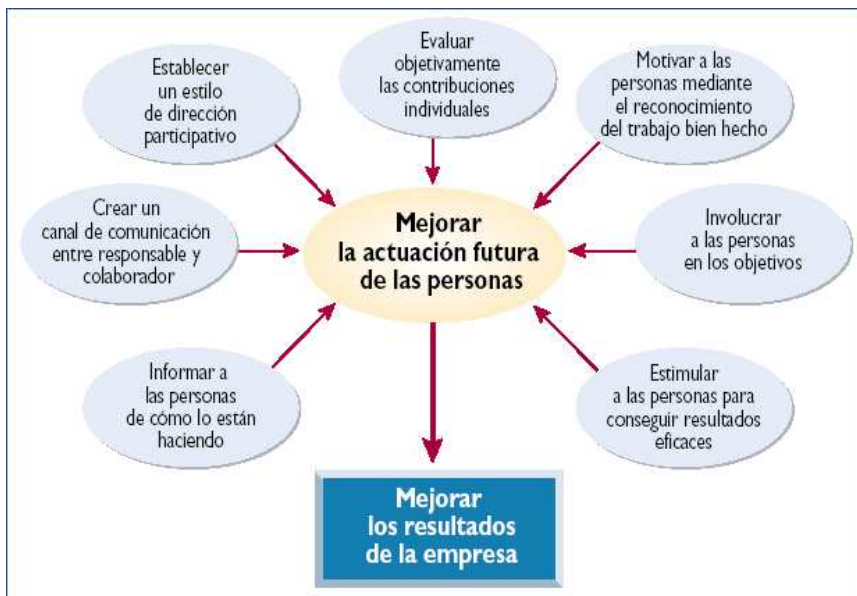 Evaluar
objetivamente
las contribuciones
individuales
Establecer
un estilo
de dirección
participativo
Motivar a las
personas mediante
el reconocimiento
del trabajo bien hecho
Crear un
canal de comunicación
entre responsable y
colaborador
Mejorar
la actuación futura
de las personas
Involucrar
a las personas
en los objetivos
Informar a
las personas
de cómo lo están
haciendo
Estimular
a las personas para
conseguir resultados
eficaces
Mejorar
los resultados
de la empresa